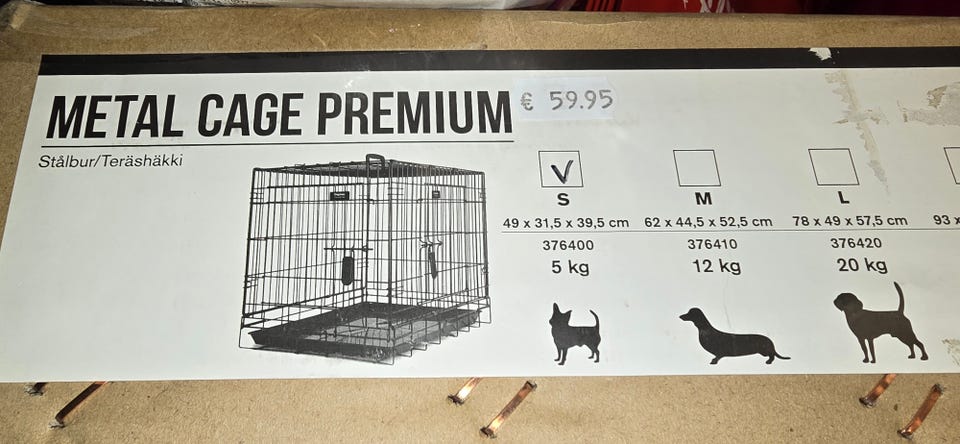 METAL CAGE PREMIUM
€ 59.95
Stålbur/Teräshäkki
S M L
49 x 31,5 x 39,5 cm 62 x 44,5 x 52,5 cm 78 x 49 x 57,5 cm 93 x
376400 376410 376420
5 kg 12 kg 20 kg